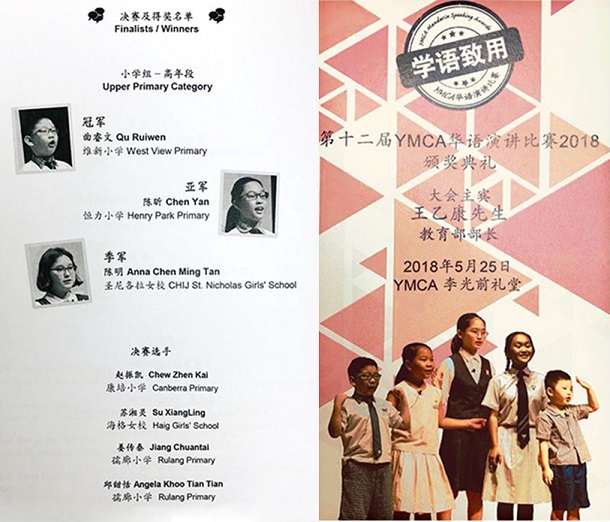 决赛及得奖名单
Finalists / Winners
小学组 – 高年段
Upper Primary Category
冠军
曲睿文 Qu Ruiwen
维新小学 West View Primary
亚军
陈昕 Chen Yan
恒力小学 Henry Park Primary
季军
陈明 Anna Chen Ming Tan
圣尼各拉女校 CHIJ St. Nicholas Girls' School
决赛选手
赵振凯 Chew Zhen Kai
康培小学 Canberra Primary
苏湘灵 Su XiangLing
海格女校 Haig Girls' School
姜传泰 Jiang Chuantai
孺廊小学 Rulang Primary
邱甜恬 Angela Khoo Tian Tian
孺廊小学 Rulang Primary
YMCA Mandarin Speaking Awards
学语致用
YMCA华语演讲比赛
第十二届YMCA华语演讲比赛2018
颁奖典礼
大会主宾
王乙康先生
教育部部长
2018年5月25日
YMCA 李光前礼堂